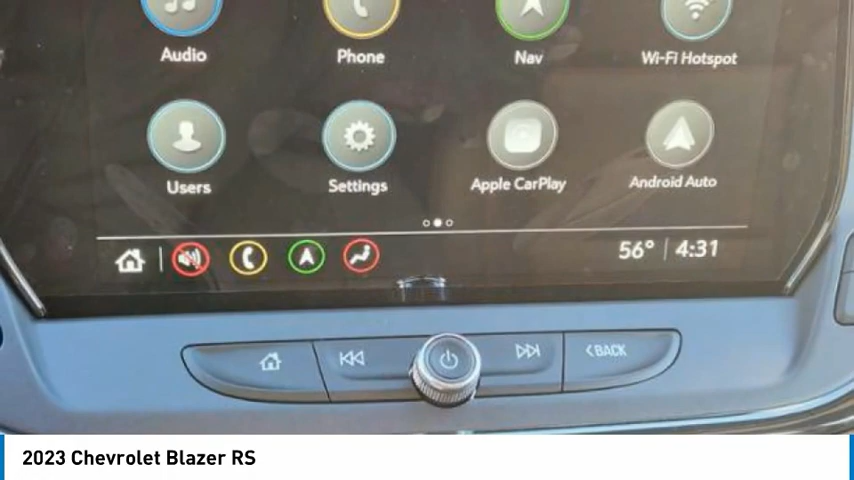 Audio Phone Nav Wi-Fi Hotspot
Users Settings Apple CarPlay Android Auto
56° 4:31
<BACK
2023 Chevrolet Blazer RS